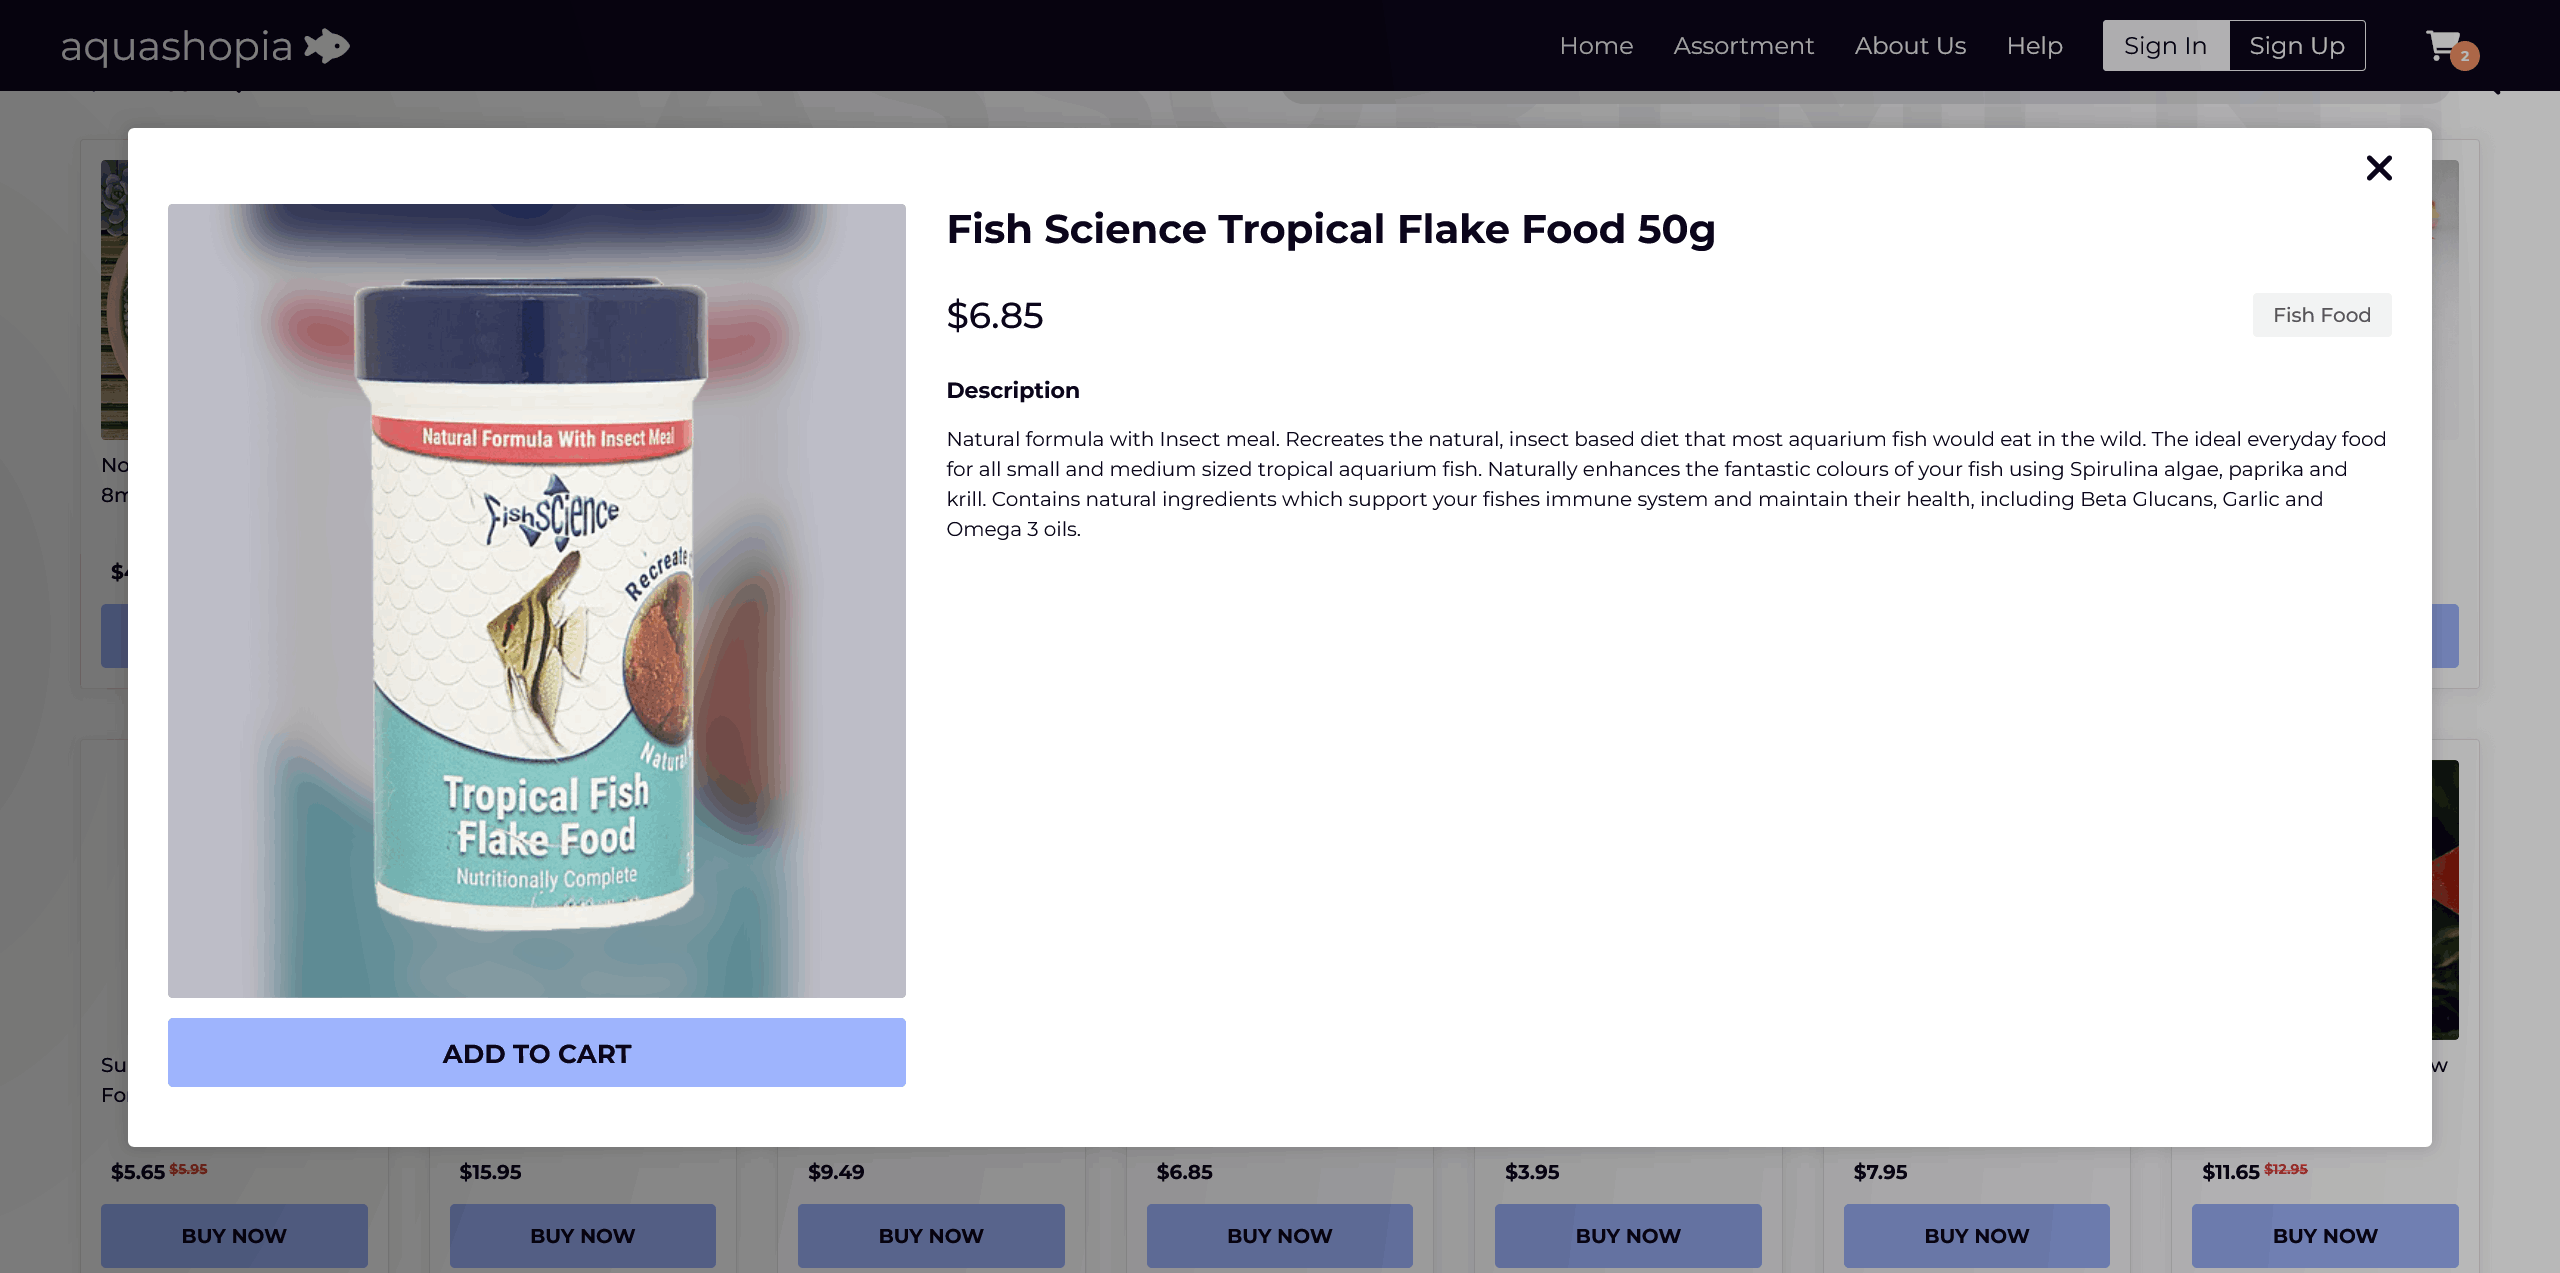 aquashopia
Home
Assortment
About Us
Help
Sign In
Sign Up
2
Fish Science Tropical Flake Food 50g
$6.85
Fish Food
Description
Natural formula with Insect meal. Recreates the natural, insect based diet that most aquarium fish would eat in the wild. The ideal everyday food
for all small and medium sized tropical aquarium fish. Naturally enhances the fantastic colours of your fish using Spirulina algae, paprika and
krill. Contains natural ingredients which support your fishes immune system and maintain their health, including Beta Glucans, Garlic and
Omega 3 oils.
Natural Formula With Insect Meal
FishScience
Recreate
Natural
Tropical Fish
Flake Food
Nutritionally Complete
ADD TO CART
$5.65 $5.95
$15.95
$9.49
$6.85
$3.95
$7.95
$11.65 $12.95
BUY NOW
BUY NOW
BUY NOW
BUY NOW
BUY NOW
BUY NOW
BUY NOW